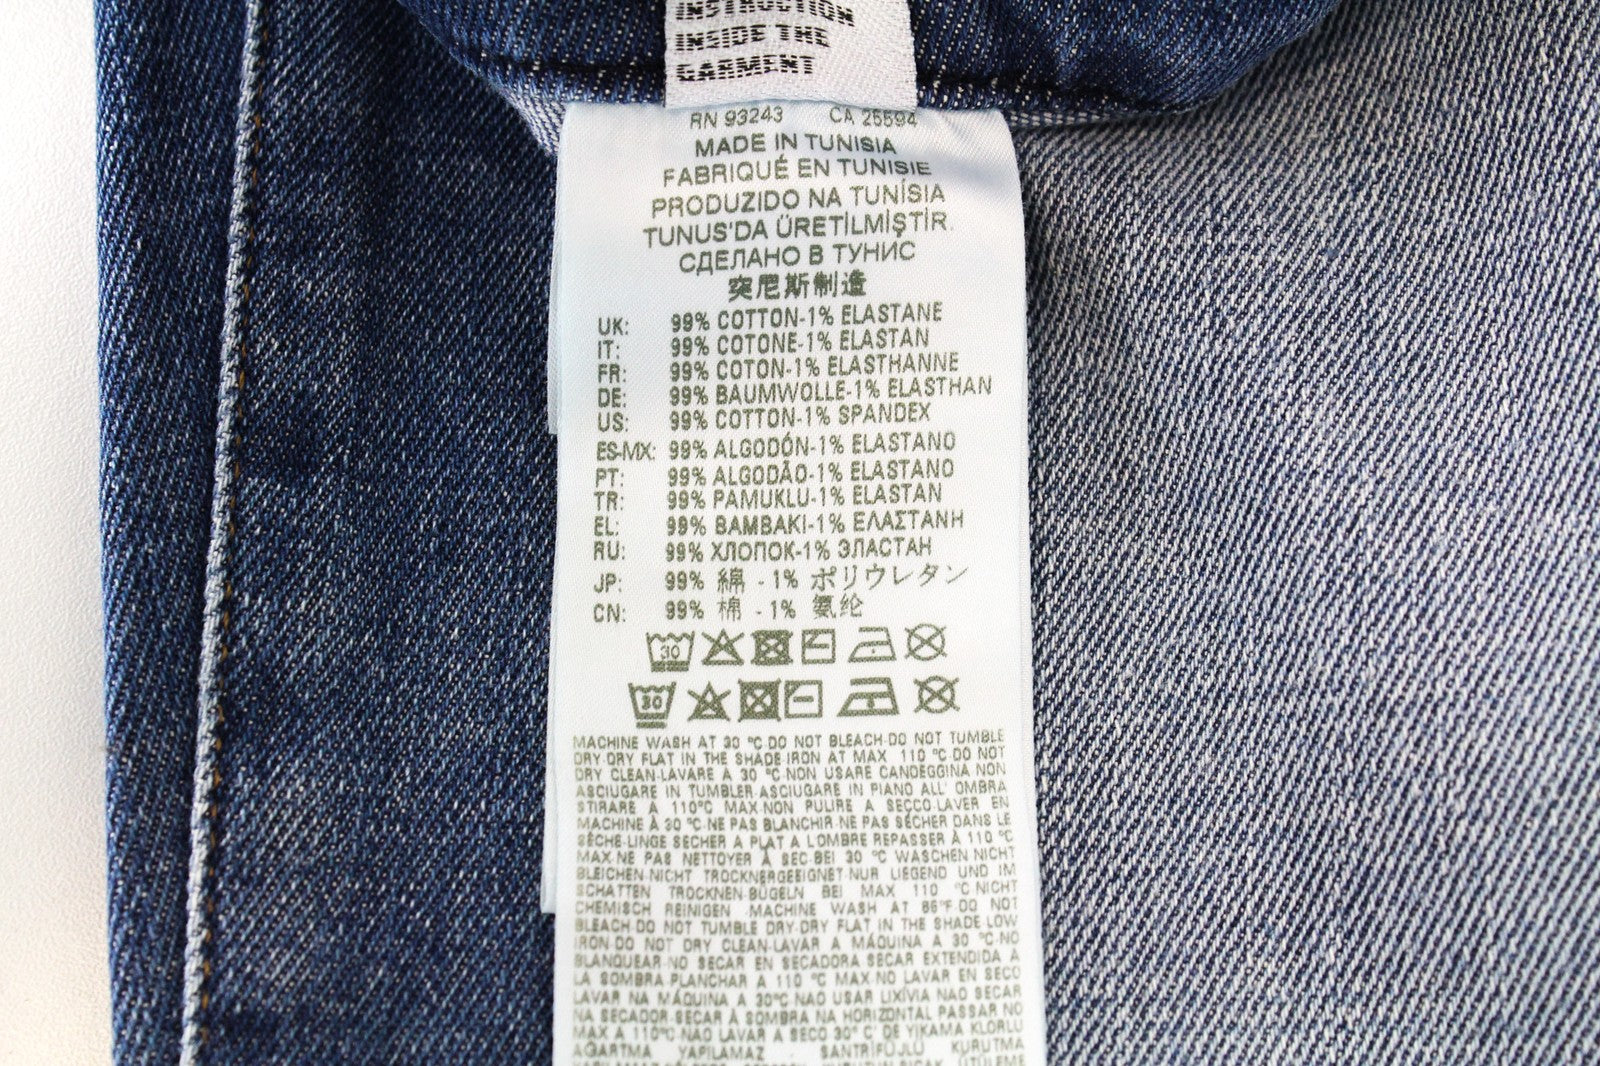 INSTRUCTION
INSIDE THE
GARMENT
RN 93243 CA 25594
MADE IN TUNISIA
FABRIQUÉ EN TUNISIE
PRODUZIDO NA TUNÍSIA
TUNUS'DA ÜRETİLMİŞTİR.
СДЕЛАНО В ТУНИС
突尼斯制造
UK: 99% COTTON-1% ELASTANE
IT: 99% COTONE-1% ELASTAN
FR: 99% COTON-1% ELASTHANNE
DE: 99% BAUMWOLLE-1% ELASTHAN
US: 99% COTTON-1% SPANDEX
ES-MX: 99% ALGODÓN-1% ELASTANO
PT: 99% ALGODÃO-1% ELASTANO
TR: 99% PAMUKLU-1% ELASTAN
EL: 99% ΒΑΜΒΑΚΙ-1% ΕΛΑΣΤΑΝΗ
RU: 99% ХЛОПОК-1% ЭЛАСТАН
JP: 99% 綿 - 1% ポリウレタン
CN: 99% 棉 - 1% 氨纶
30
30
MACHINE WASH AT 30 °C-DO NOT BLEACH-DO NOT TUMBLE
DRY-DRY FLAT IN THE SHADE-IRON AT MAX 110 °C-DO NOT
DRY CLEAN-LAVARE A 30 °C-NON USARE CANDEGGINA NON
ASCIUGARE IN TUMBLER-ASCIUGARE IN PIANO ALL' OMBRA
STIRARE A 110°C MAX-NON PULIRE A SECCO-LAVER EN
MACHINE À 30 °C-NE PAS BLANCHIR-NE PAS SÉCHER DANS LE
SÈCHE-LINGE SÉCHER A PLAT A L'OMBRE REPASSER À 110 °C
MAX-NE PAS NETTOYER À SEC-BEI 30 °C WASCHEN-NICHT
BLEICHEN-NICHT TROCKNERGEEIGNET-NUR LIEGEND UND IM
SCHATTEN TROCKNEN-BÜGELN BEI MAX 110 °C-NICHT
CHEMISCH REINIGEN MACHINE WASH AT 86°F-DO NOT
BLEACH-DO NOT TUMBLE DRY-DRY FLAT IN THE SHADE-LOW
IRON-DO NOT DRY CLEAN-LAVAR A MÁQUINA A 30 °C-NO
BLANQUEAR-NO SECAR EN SECADORA SECAR EXTENDIDA A
LA SOMBRA-PLANCHAR A 110 °C MAX-NO LAVAR EN SECO
LAVAR NA MÁQUINA A 30°C NÃO USAR LIXÍVIA NÃO SECAR
NA SECADOR-SECAR À SOMBRA NA HORIZONTAL PASSAR NO
MAX A 110°C NÃO LAVAR A SECO 30° C' DE YIKAMA KLORLU
AĞARTMA YAPILAMAZ SANTRİFÜJLÜ KURUTMA